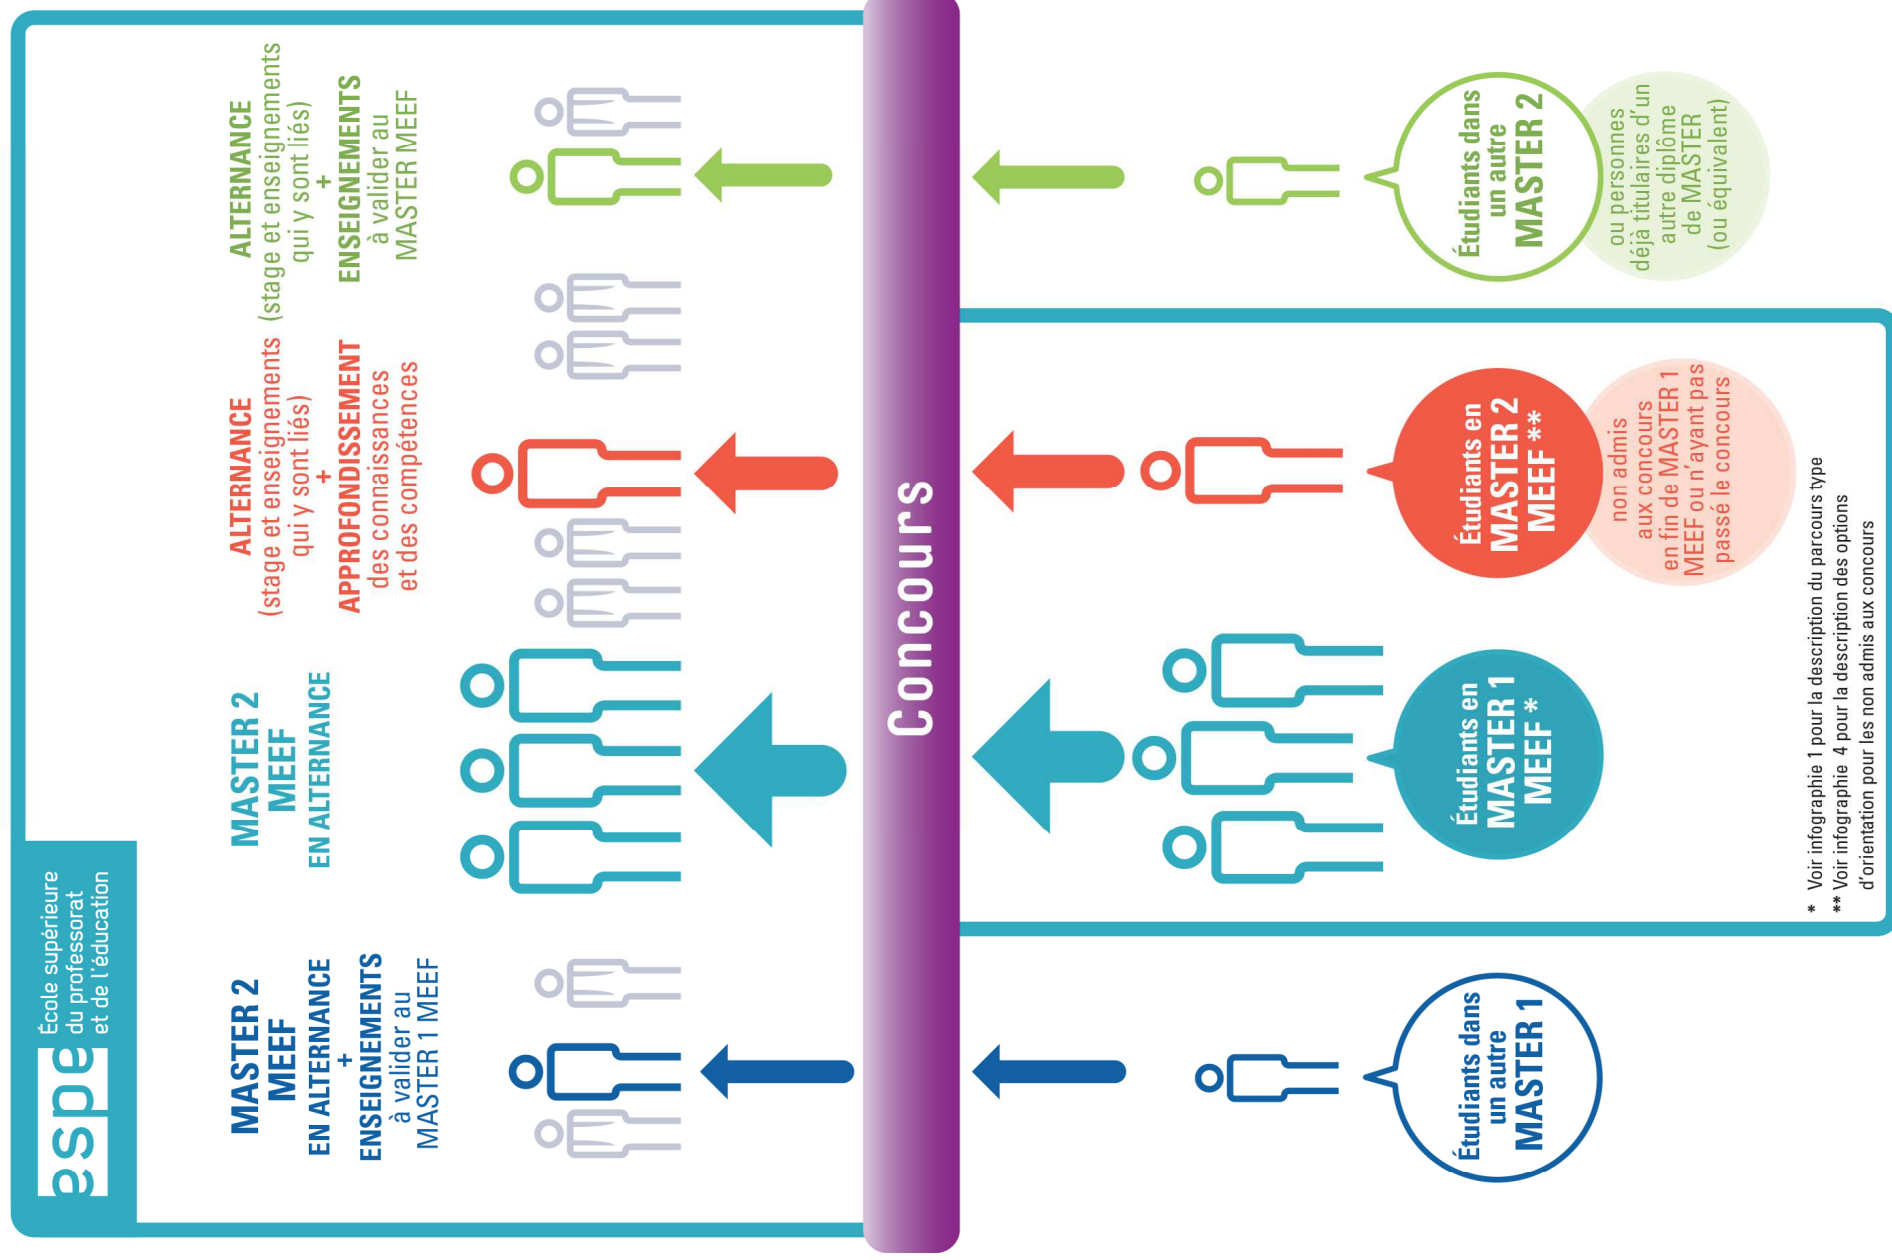 espe
École supérieure
du professorat
et de l'éducation
MASTER 2
MEEF
EN ALTERNANCE
+
ENSEIGNEMENTS
à valider au
MASTER 1 MEEF
MASTER 2
MEEF
EN ALTERNANCE
ALTERNANCE
(stage et enseignements
qui y sont liés)
+
APPROFONDISSEMENT
des connaissances
et des compétences
ALTERNANCE
(stage et enseignements
qui y sont liés)
+
ENSEIGNEMENTS
à valider au
MASTER MEEF
Concours
Étudiants dans
un autre
MASTER 1
Étudiants en
MASTER 1
MEEF *
Étudiants en
MASTER 2
MEEF **
non admis
aux concours
en fin de MASTER 1
MEEF ou n'ayant pas
passé le concours
Étudiants dans
un autre
MASTER 2
ou personnes
déjà titulaires d'un
autre diplôme
de MASTER
(ou équivalent)
* Voir infographie 1 pour la description du parcours type
** Voir infographie 4 pour la description des options
d'orientation pour les non admis aux concours